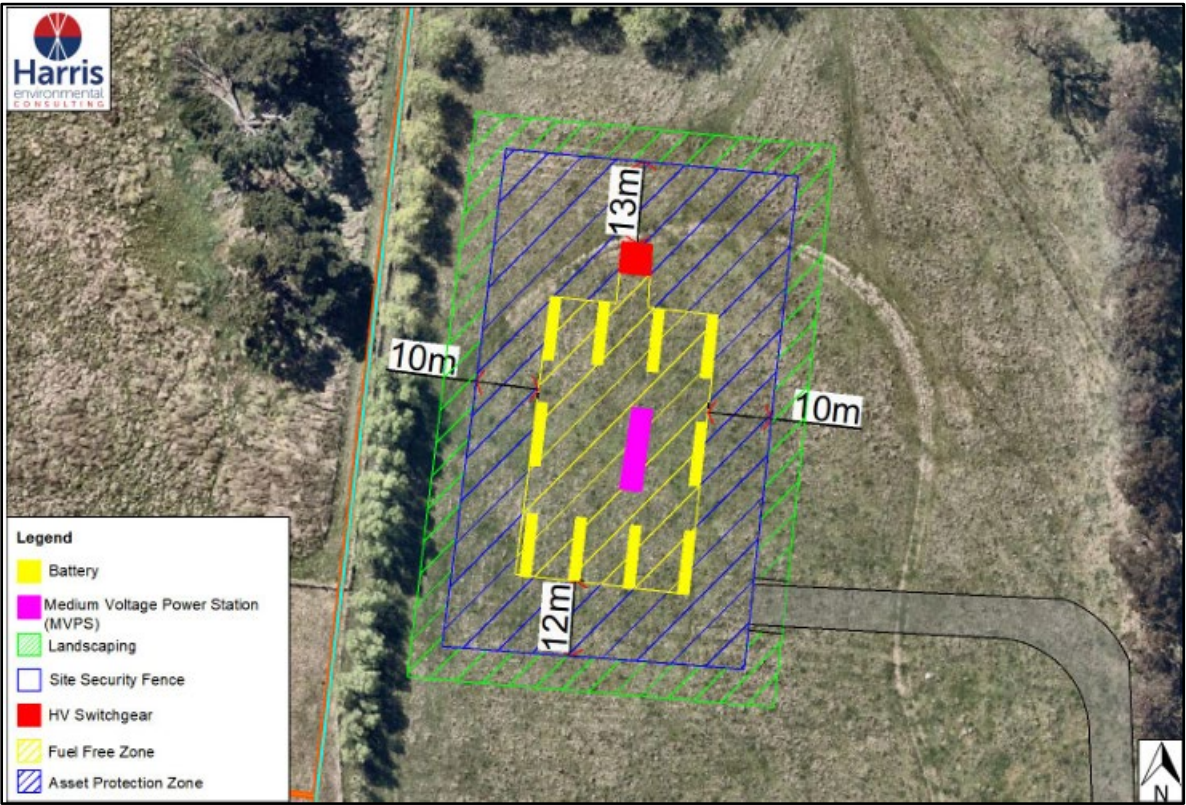 Harris
environmental
CONSULTING
13m
10m
10m
12m
Legend
Battery
Medium Voltage Power Station
(MVPS)
Landscaping
Site Security Fence
HV Switchgear
Fuel Free Zone
Asset Protection Zone
N